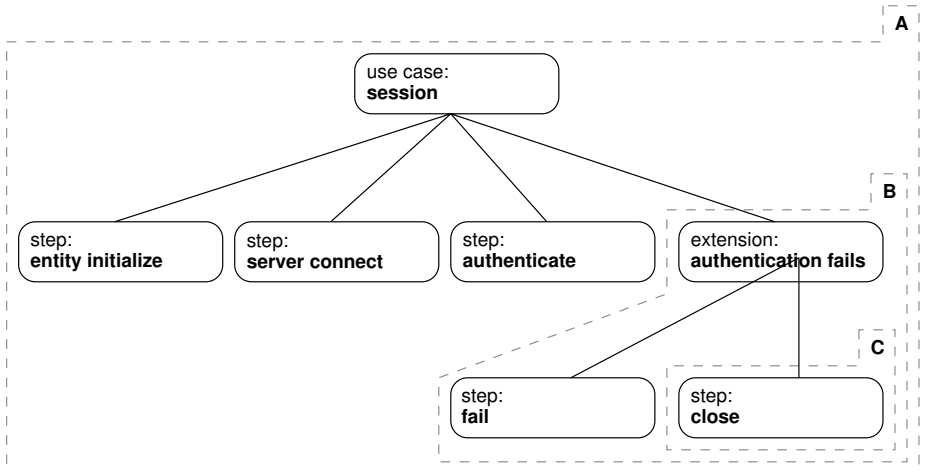 A
use case:
session
B
step:
entity initialize
step:
server connect
step:
authenticate
extension:
authentication fails
C
step:
fail
step:
close